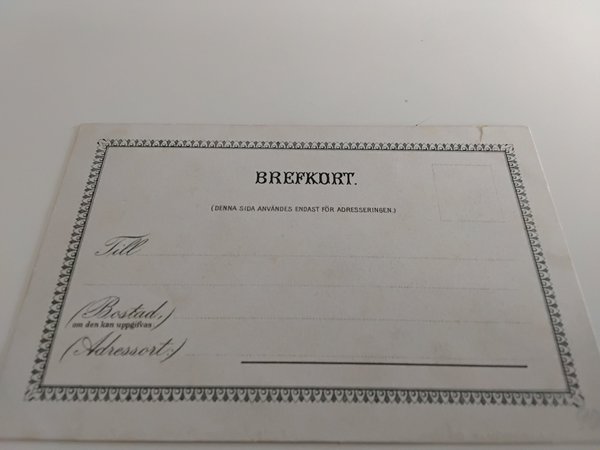 BREFKORT.
(DENNA SIDA ANVÄNDES ENDAST FÖR ADRESSERINGEN.)
Till
(Bostad,)
om den kan uppgifvas
(Adressort:)